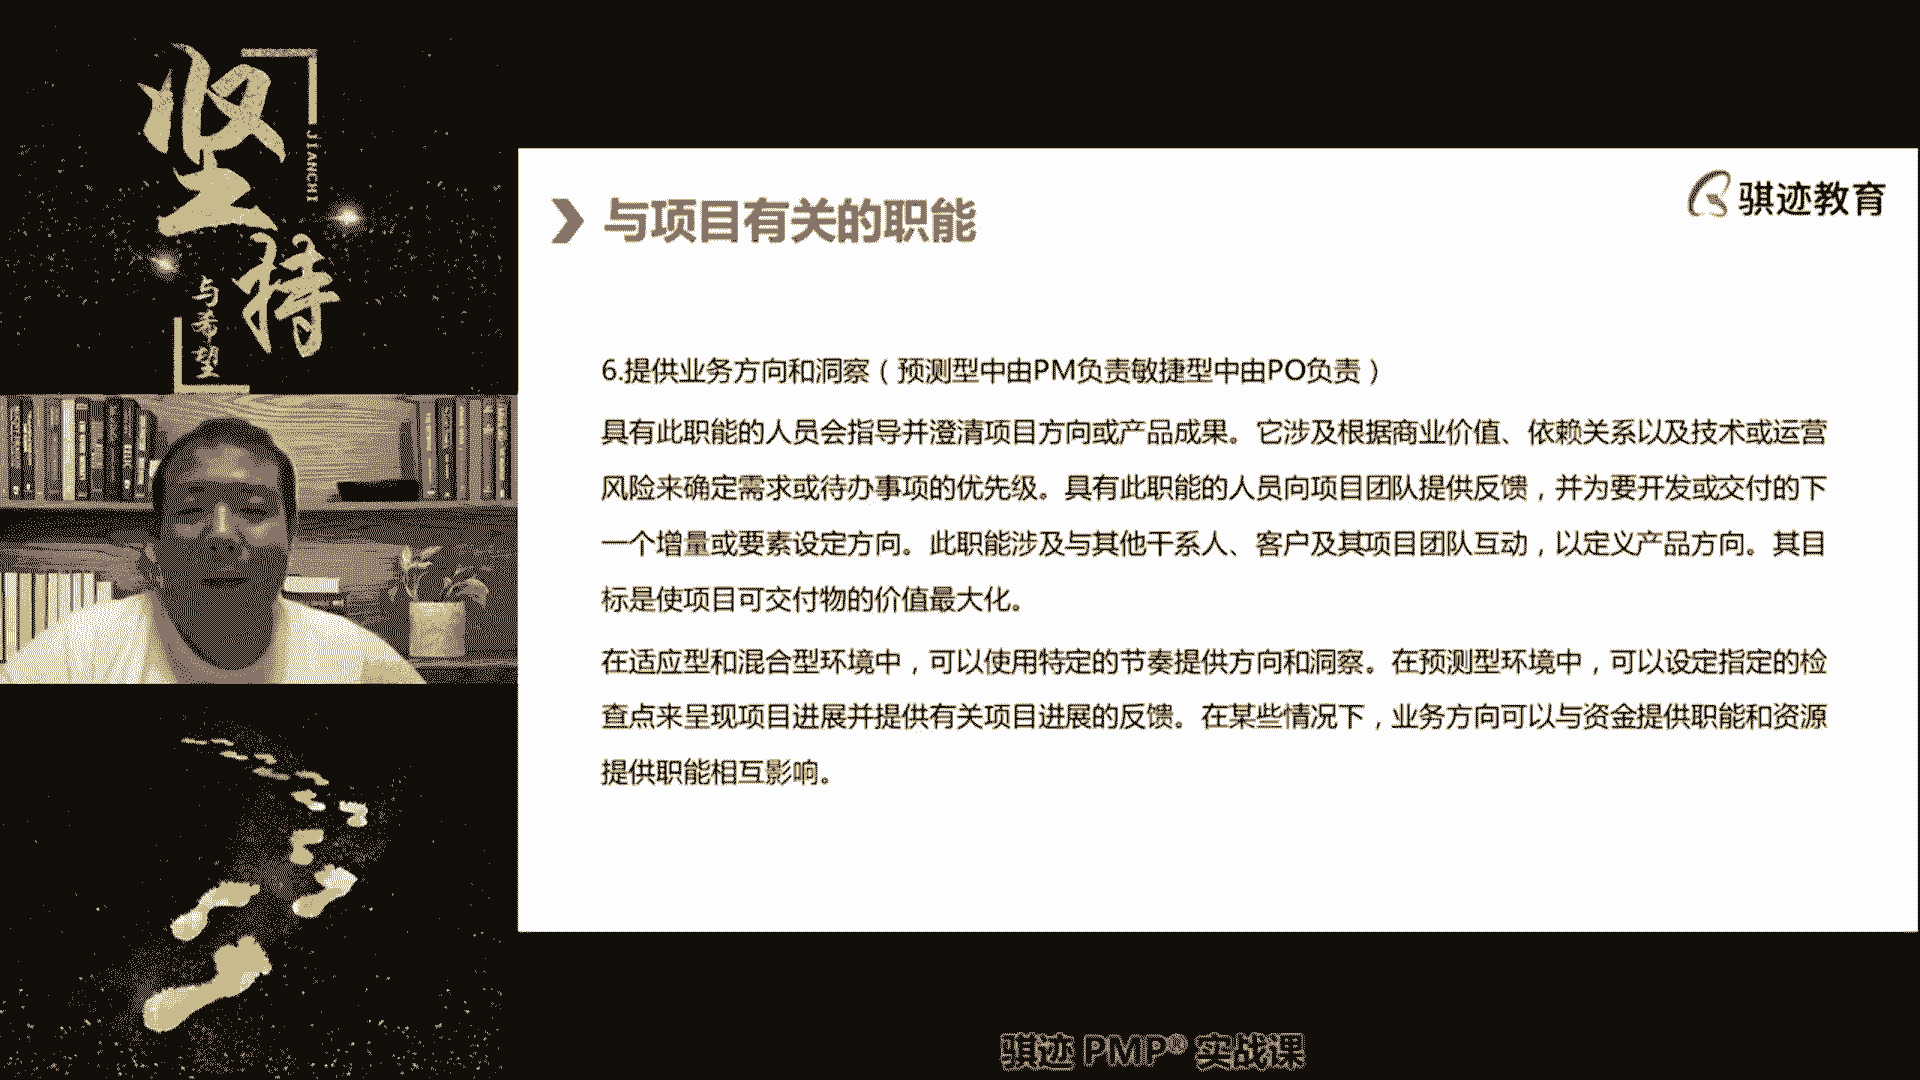 坚持
JIANCHI
与希望
骐迹教育
与项目有关的职能
6.提供业务方向和洞察（预测型中由PM负责敏捷型中由PO负责）
具有此职能的人员会指导并澄清项目方向或产品成果。它涉及根据商业价值、依赖关系以及技术或运营
风险来确定需求或待办事项的优先级。具有此职能的人员向项目团队提供反馈，并为要开发或交付的下
一个增量或要素设定方向。此职能涉及与其他干系人、客户及其项目团队互动，以定义产品方向。其目
标是使项目可交付物的价值最大化。
在适应型和混合型环境中，可以使用特定的节奏提供方向和洞察。在预测型环境中，可以设定指定的检
查点来呈现项目进展并提供有关项目进展的反馈。在某些情况下，业务方向可以与资金提供职能和资源
提供职能相互影响。
骐迹 PMP® 实战课